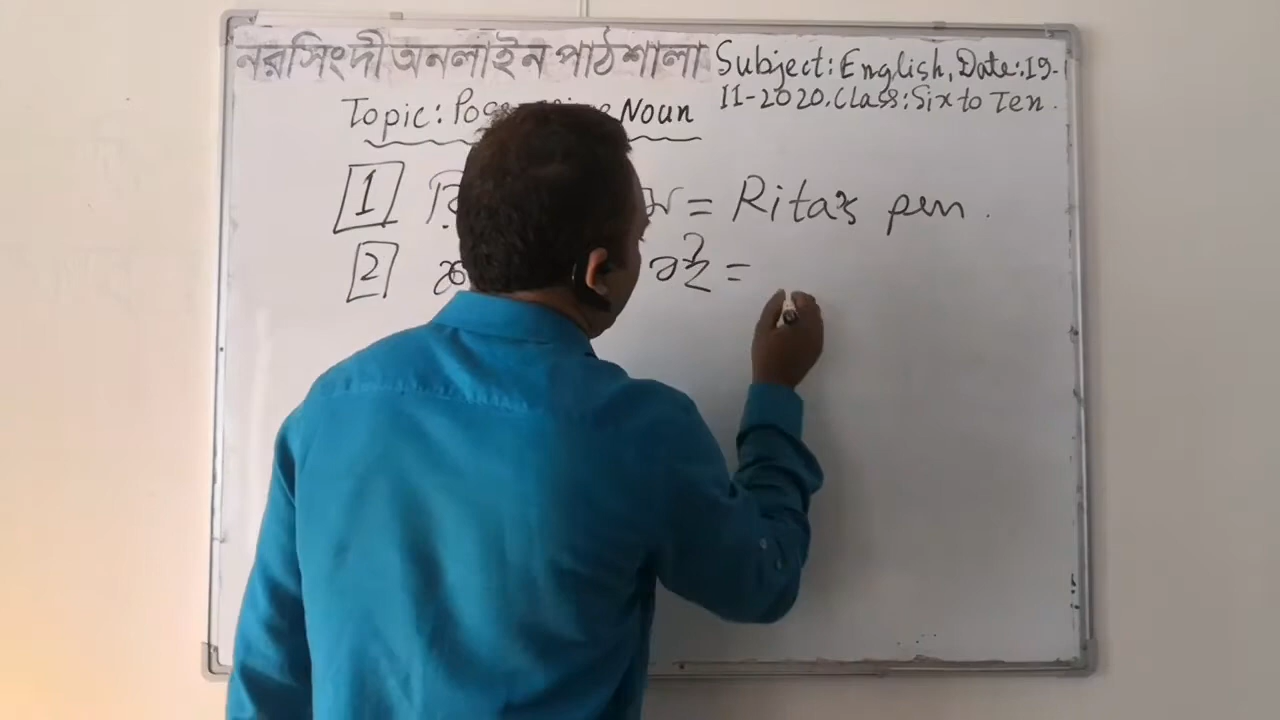 নরসিংদী অনলাইন পাঠশালা Subject: English, Date: 19-
11-2020. Class: Six to Ten.
Topic: Noun
1 = Rita's pen.
2 বই =